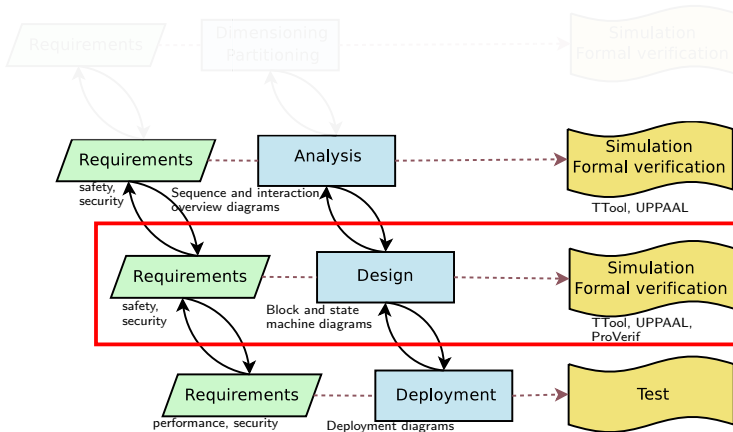 Requirements
Dimensioning
Partitioning
Simulation
Formal verification
Requirements
Analysis
Simulation
Formal verification
safety,
security
Sequence and interaction
overview diagrams
TTool, UPPAAL
Requirements
Design
Simulation
Formal verification
safety,
security
Block and state
machine diagrams
TTool, UPPAAL,
ProVerif
Requirements
Deployment
Test
performance, security
Deployment diagrams